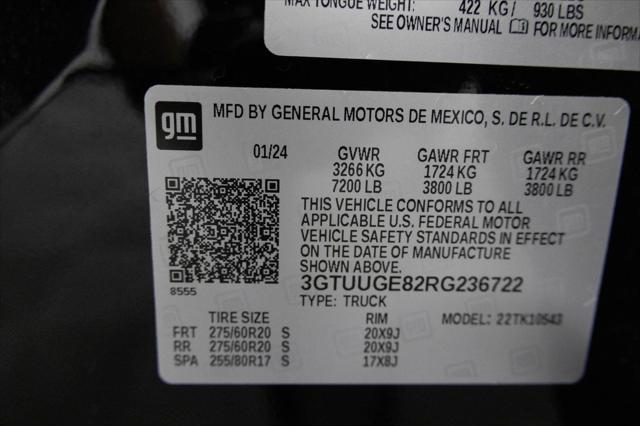 MAX TONGUE WEIGHT: 422 KG / 930 LBS
SEE OWNER'S MANUAL FOR MORE
gm
MFD BY GENERAL MOTORS DE MEXICO, S. DE R.L. DE C.V.
01/24 GVWR GAWR FRT GAWR RR
3266 KG 1724 KG 1724 KG
7200 LB 3800 LB 3800 LB
THIS VEHICLE CONFORMS TO ALL
APPLICABLE U.S. FEDERAL MOTOR
VEHICLE SAFETY STANDARDS IN EFFECT
ON THE DATE OF MANUFACTURE
SHOWN ABOVE.
8555
3GTUUGE82RG236722
TYPE: TRUCK
TIRE SIZE RIM MODEL: 22TK10543
FRT 275/60R20 S 20X9J
RR 275/60R20 S 20X9J
SPA 255/80R17 S 17X8J